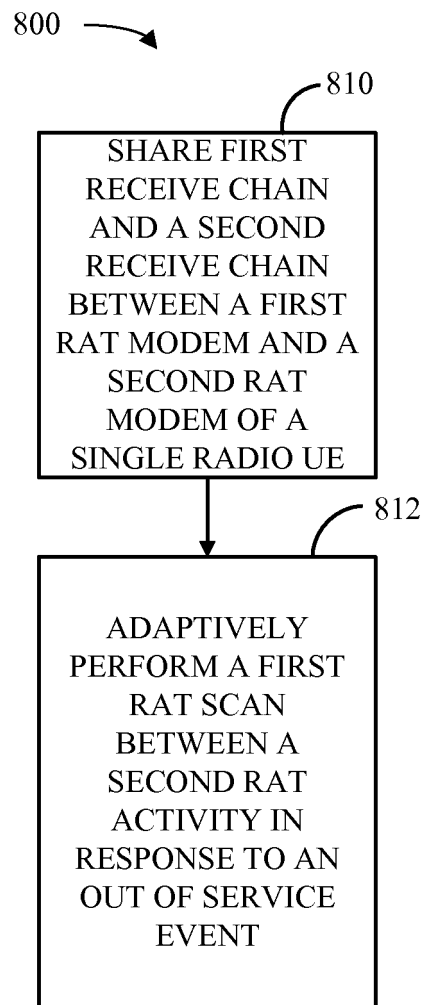 800
810
SHARE FIRST
RECEIVE CHAIN
AND A SECOND
RECEIVE CHAIN
BETWEEN A FIRST
RAT MODEM AND A
SECOND RAT
MODEM OF A
SINGLE RADIO UE
812
ADAPTIVELY
PERFORM A FIRST
RAT SCAN
BETWEEN A
SECOND RAT
ACTIVITY IN
RESPONSE TO AN
OUT OF SERVICE
EVENT